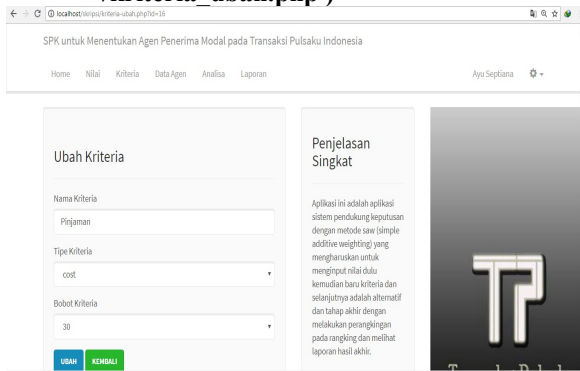 kriteria_ubah.php )
localhost/skripsi/kriteria-ubah.php?id=16
SPK untuk Menentukan Agen Penerima Modal pada Transaksi Pulsaku Indonesia
Home Nilai Kriteria Data Agen Analisa Laporan Ayu Septiana
Ubah Kriteria
Nama Kriteria
Pinjaman
Tipe Kriteria
cost
Bobot Kriteria
30
UBAH KEMBALI
Penjelasan
Singkat
Aplikasi ini adalah aplikasi
sistem pendukung keputusan
dengan metode saw (simple
additive weighting) yang
mengharuskan untuk
menginput nilai dulu
kemudian baru kriteria dan
selanjutnya adalah alternatif
dan tahap akhir dengan
melakukan perangkingan
pada rangking dan melihat
laporan hasil akhir.
TP